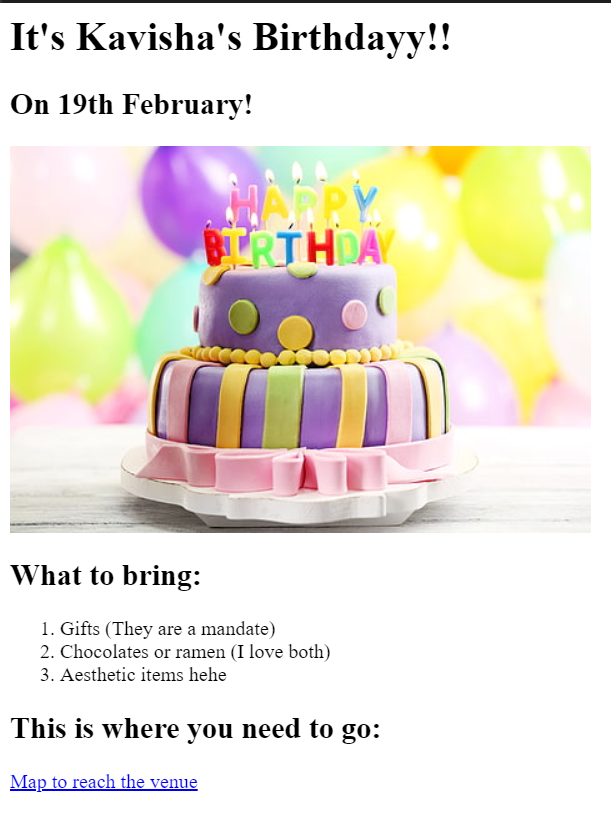 It's Kavisha's Birthdayy!!
On 19th February!
HAPPY
BIRTHDAY
What to bring:
1. Gifts (They are a mandate)
2. Chocolates or ramen (I love both)
3. Aesthetic items hehe
This is where you need to go:
Map to reach the venue